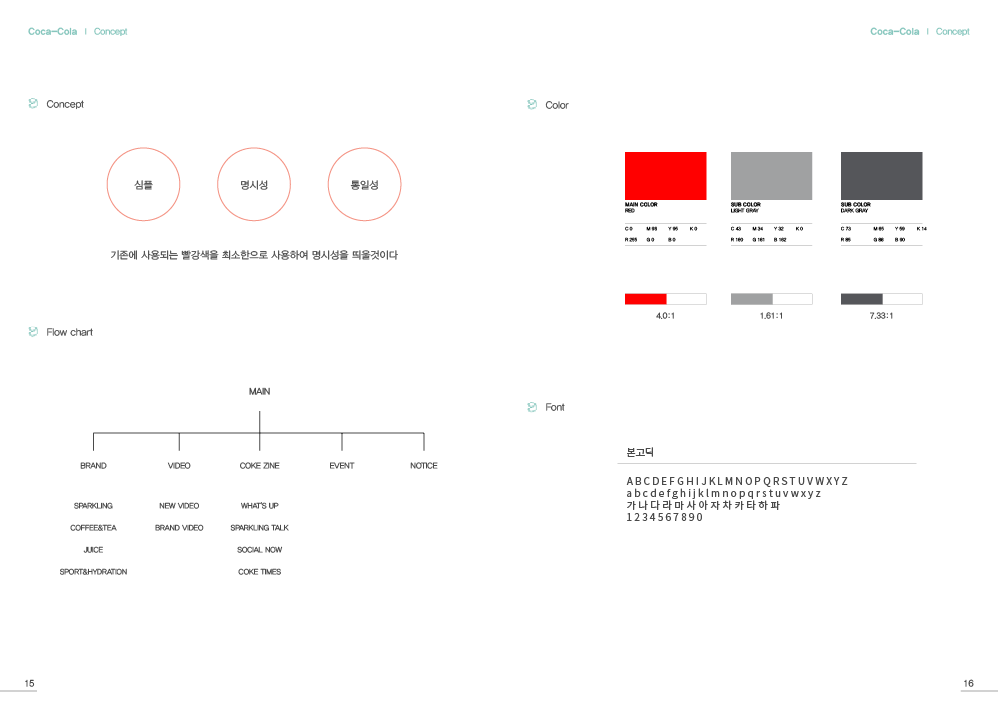 Coca-Cola | Concept
Concept
심플 명시성 통일성
기존에 사용되는 빨강색을 최소한으로 사용하여 명시성을 띄울것이다
Flow chart
MAIN
BRAND VIDEO COKE ZINE EVENT NOTICE
SPARKLING NEW VIDEO WHAT'S UP
COFFEE&TEA BRAND VIDEO SPARKLING TALK
JUICE SOCIAL NOW
SPORT&HYDRATION COKE TIMES
15
Coca-Cola | Concept
Color
MAIN COLOR SUB COLOR SUB COLOR
RED LIGHT GRAY DARK GRAY
C 0 M 98 Y 95 K 0 C 43 M 34 Y 32 K 0 C 73 M 65 Y 59 K 14
R 255 G 0 B 0 R 160 G 161 B 162 R 85 G 86 B 90
4.0:1 1.61:1 7.33:1
Font
본고딕
A B C D E F G H I J K L M N O P Q R S T U V W X Y Z
a b c d e f g h i j k l m n o p q r s t u v w x y z
가 나 다 라 마 사 아 자 차 카 타 하 파
1 2 3 4 5 6 7 8 9 0
16